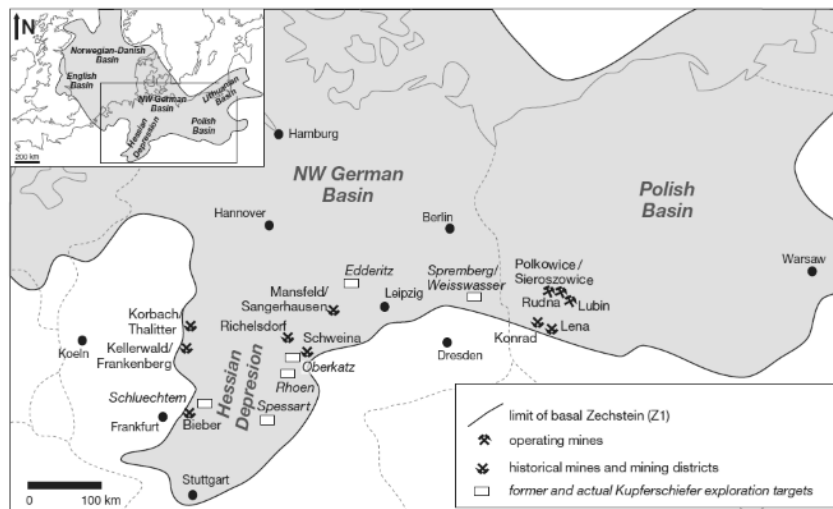 N
Norwegian-Danish
Basin
English
Basin
NW German
Basin
Lithuanian
Basin
Polish
Basin
Hessian
Depression
200 km
Hamburg
NW German
Basin
Polish
Basin
Hannover
Berlin
Warsaw
Edderitz
Spremberg/
Weisswasser
Polkowice/
Sieroszowice
Rudna
Lubin
Mansfeld/
Sangerhausen
Leipzig
Korbach/
Thalitter
Richelsdorf
Schweina
Konrad
Lena
Koeln
Kellerwald/
Frankenberg
Oberkatz
Dresden
Rhoen
Hessian
Depresion
Schluechtern
Spessart
Frankfurt
Bieber
Stuttgart
0 100 km
limit of basal Zechstein (Z1)
operating mines
historical mines and mining districts
former and actual Kupferschiefer exploration targets